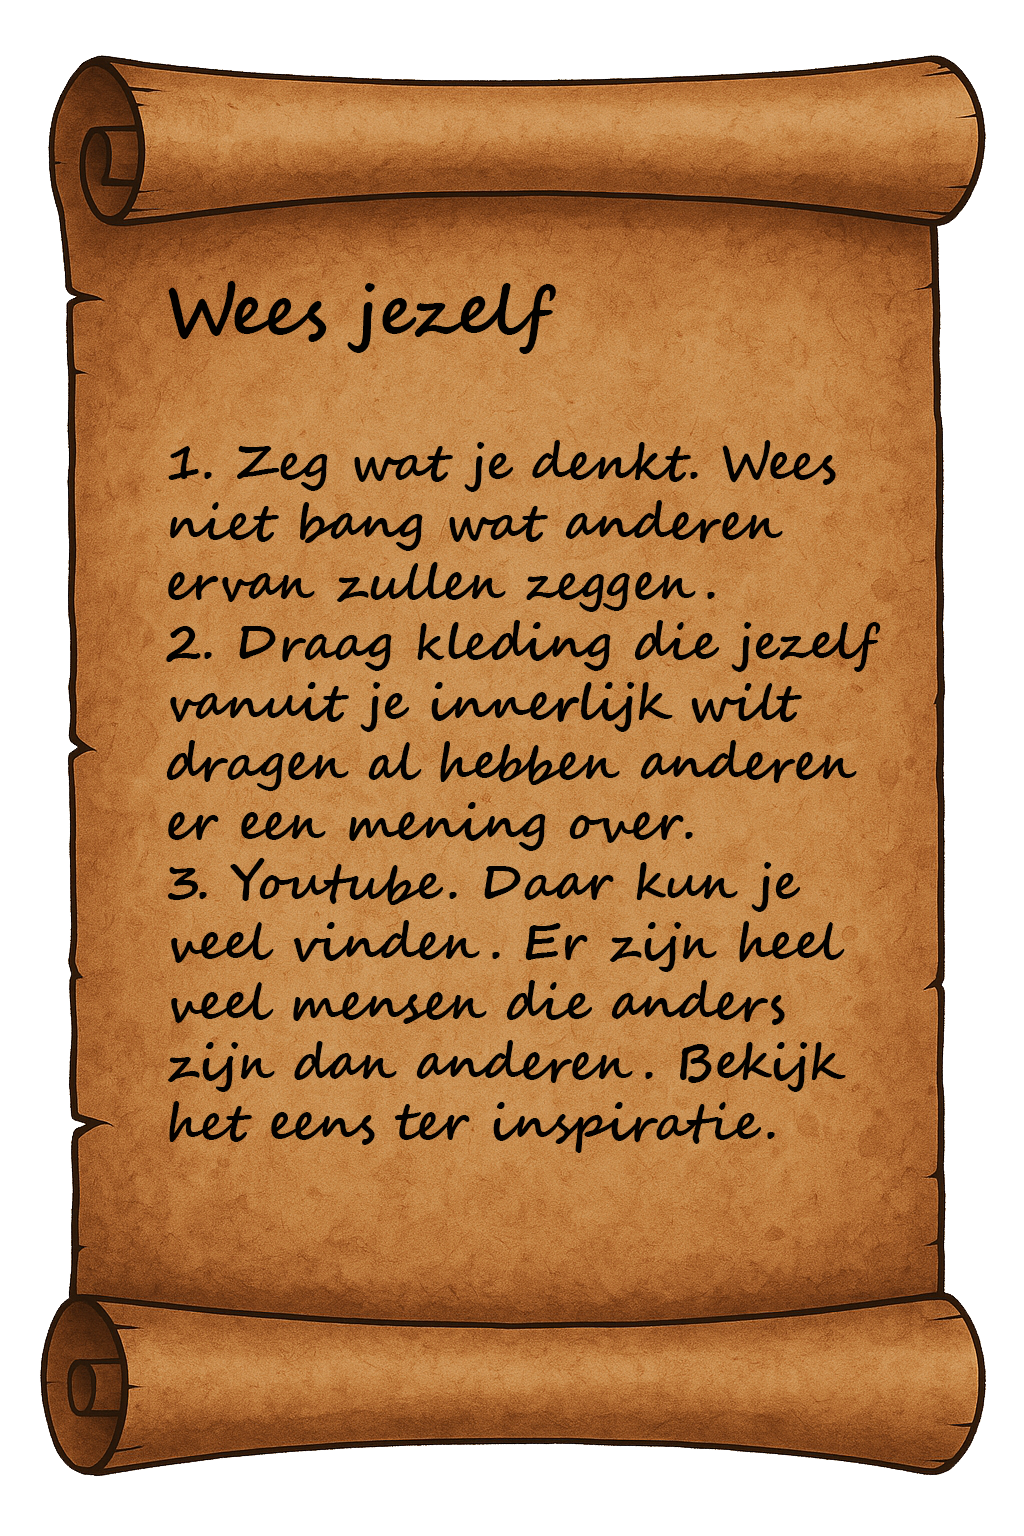 Wees jezelf
1. Zeg wat je denkt. Wees
niet bang wat anderen
ervan zullen zeggen.
2. Draag kleding die jezelf
vanuit je innerlijk wilt
dragen al hebben anderen
er een mening over.
3. Youtube. Daar kun je
veel vinden. Er zijn heel
veel mensen die anders
zijn dan anderen. Bekijk
het eens ter inspiratie.